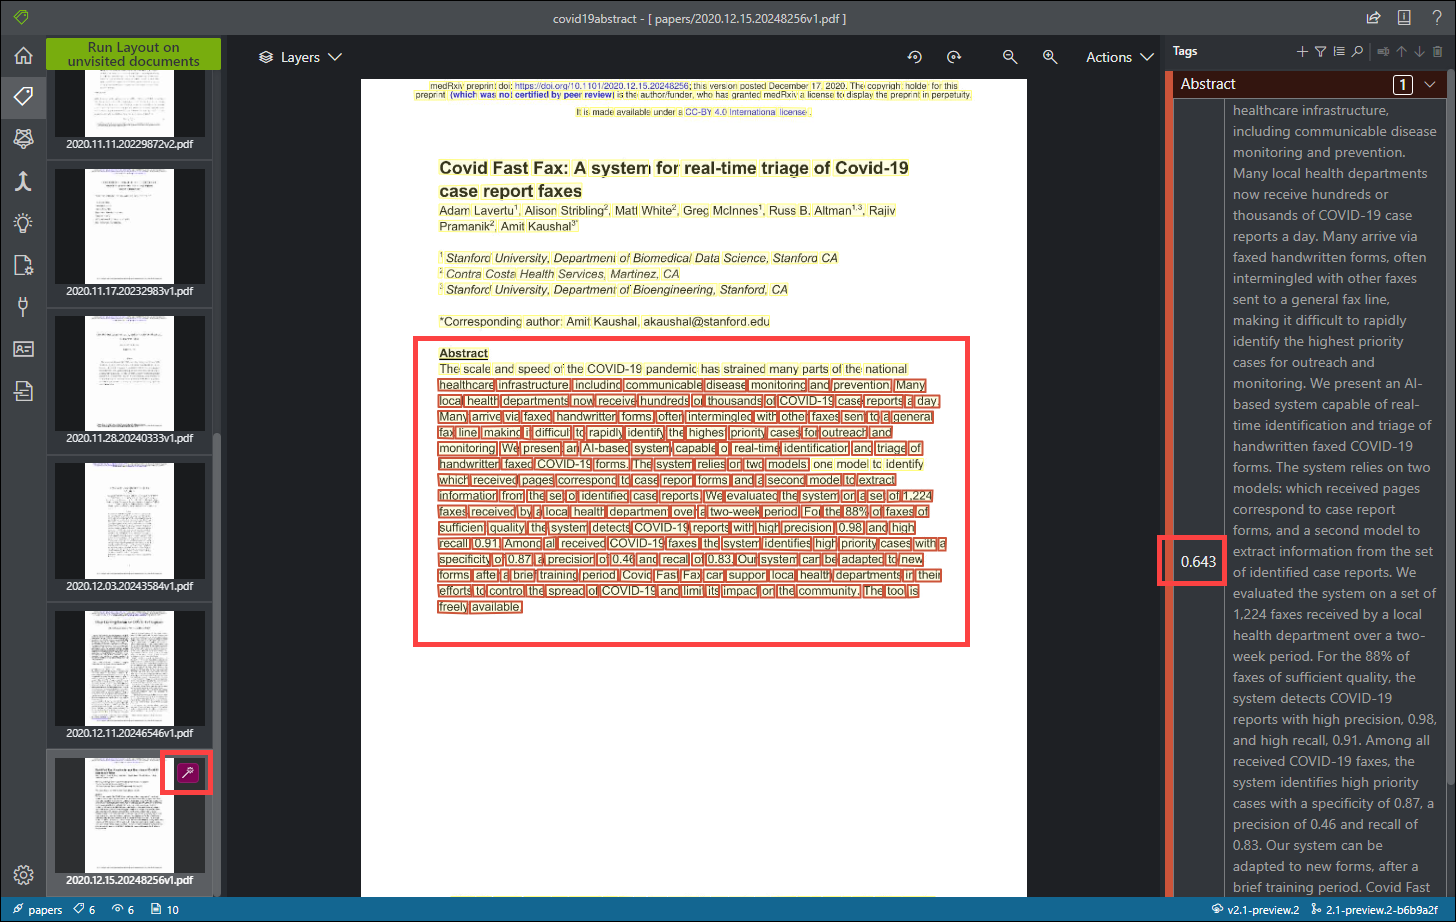 covid19abstract - [ papers/2020.12.15.20248256v1.pdf ]
?
Run Layout on
unvisited documents
2020.11.11.20229872v2.pdf
2020.11.17.20232983v1.pdf
2020.11.28.20240333v1.pdf
2020.12.03.20243584v1.pdf
2020.12.11.20246546v1.pdf
2020.12.15.20248256v1.pdf
Layers
Actions
medRxiv preprint doi: https://doi.org/10.1101/2020.12.15.20248256; this version posted December 17, 2020. The copyright holder for this
preprint (which was not certified by peer review) is the author/funder, who has granted medRxiv a license to display the preprint in perpetuity.
It is made available under a CC-BY 4.0 International license .
Covid Fast Fax: A system for real-time triage of Covid-19
case report faxes
Adam Lavertu1, Alison Stribling2, Matt White2, Greg McInnes1, Russ B. Altman1,3, Rajiv
Pramanik2, Amit Kaushal3*
1 Stanford University, Department of Biomedical Data Science, Stanford CA
2 Contra Costa Health Services, Martinez, CA
3 Stanford University, Department of Bioengineering, Stanford, CA
*Corresponding author: Amit Kaushal, akaushal@stanford.edu
Abstract
The scale and speed of the COVID-19 pandemic has strained many parts of the national
healthcare infrastructure, including communicable disease monitoring and prevention. Many
local health departments now receive hundreds or thousands of COVID-19 case reports a day.
Many arrive via faxed handwritten forms, often intermingled with other faxes sent to a general
fax line, making it difficult to rapidly identify the highest priority cases for outreach and
monitoring. We present an AI-based system capable of real-time identification and triage of
handwritten faxed COVID-19 forms. The system relies on two models: one model to identify
which received pages correspond to case report forms, and a second model to extract
information from the set of identified case reports. We evaluated the system on a set of 1,224
faxes received by a local health department over a two-week period. For the 88% of faxes of
sufficient quality, the system detects COVID-19 reports with high precision, 0.98, and high
recall, 0.91. Among all received COVID-19 faxes, the system identifies high priority cases with a
specificity of 0.87, a precision of 0.46 and recall of 0.83. Our system can be adapted to new
forms, after a brief training period. Covid Fast Fax can support local health departments in their
efforts to control the spread of COVID-19 and limit its impact on the community. The tool is
freely available.
Tags
Abstract
1
0.643
healthcare infrastructure,
including communicable disease
monitoring and prevention.
Many local health departments
now receive hundreds or
thousands of COVID-19 case
reports a day. Many arrive via
faxed handwritten forms, often
intermingled with other faxes
sent to a general fax line,
making it difficult to rapidly
identify the highest priority
cases for outreach and
monitoring. We present an AI-
based system capable of real-
time identification and triage of
handwritten faxed COVID-19
forms. The system relies on two
models: which received pages
correspond to case report
forms, and a second model to
extract information from the set
of identified case reports. We
evaluated the system on a set of
1,224 faxes received by a local
health department over a two-
week period. For the 88% of
faxes of sufficient quality, the
system detects COVID-19
reports with high precision, 0.98,
and high recall, 0.91. Among all
received COVID-19 faxes, the
system identifies high priority
cases with a specificity of 0.87, a
precision of 0.46 and recall of
0.83. Our system can be
adapted to new forms, after a
brief training period. Covid Fast
papers
6
6
10
v2.1-preview.2
2.1-preview.2-b6b9a2f